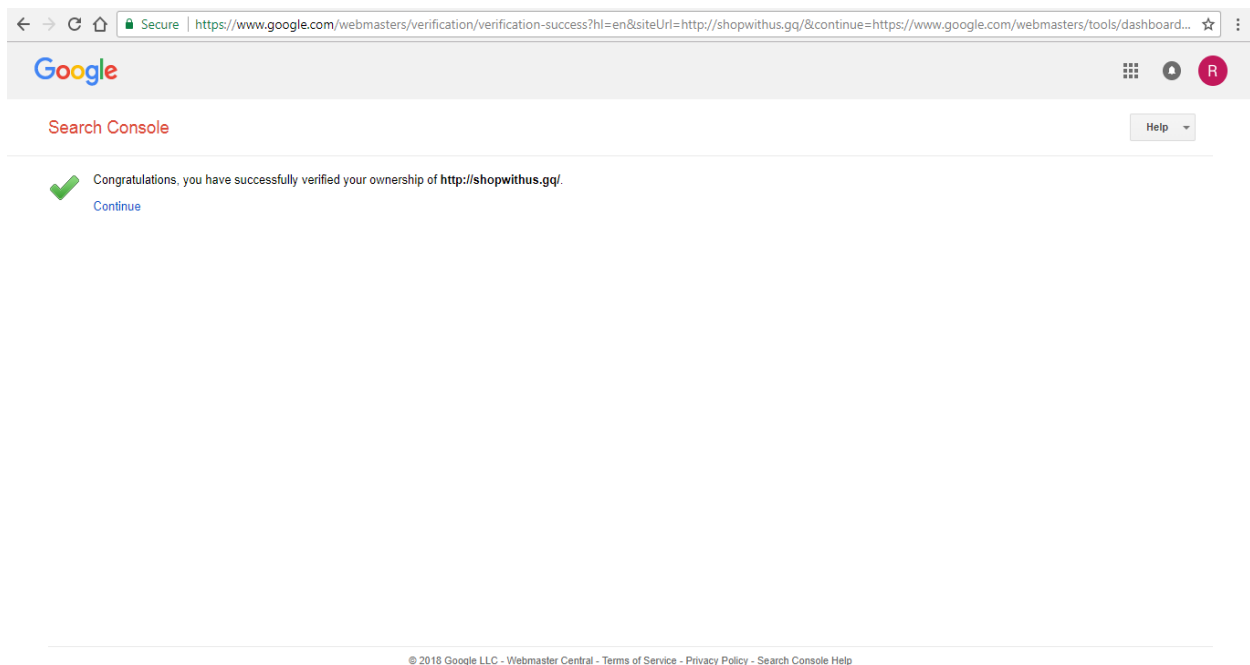 Secure | https://www.google.com/webmasters/verification/verification-success?hl=en&siteUrl=http://shopwithus.gq/&continue=https://www.google.com/webmasters/tools/dashboard...
Google
R
Search Console
Help
Congratulations, you have successfully verified your ownership of http://shopwithus.gq/.
Continue
© 2018 Google LLC - Webmaster Central - Terms of Service - Privacy Policy - Search Console Help